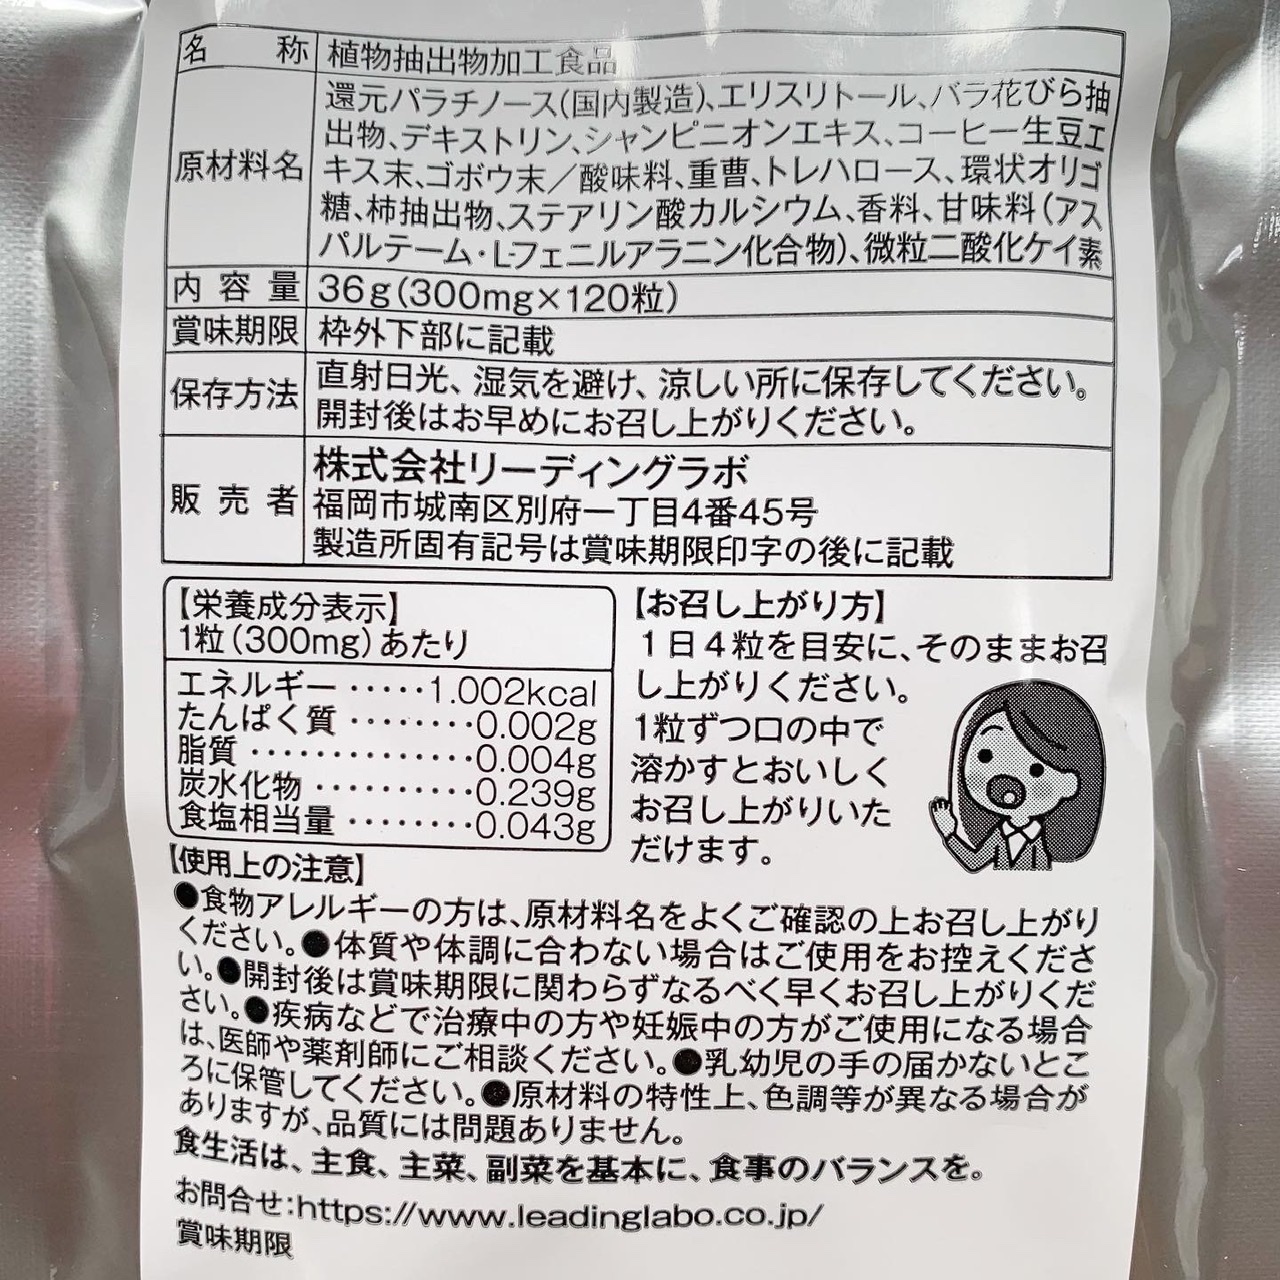 名称 植物抽出物加工食品
原材料名 還元パラチノース(国内製造)、エリスリトール、バラ花びら抽
出物、デキストリン、シャンピニオンエキス、コーヒー生豆エ
キス末、ゴボウ末/酸味料、重曹、トレハロース、環状オリゴ
糖、柿抽出物、ステアリン酸カルシウム、香料、甘味料(アス
パルテーム・L-フェニルアラニン化合物)、微粒二酸化ケイ素
内容量 36g(300mg×120粒)
賞味期限 枠外下部に記載
保存方法 直射日光、湿気を避け、涼しい所に保存してください。
開封後はお早めにお召し上がりください。
販売者 株式会社リーディングラボ
福岡市城南区別府一丁目4番45号
製造所固有記号は賞味期限印字の後に記載
【栄養成分表示】
1粒(300mg)あたり
エネルギー ‥‥‥1.002kcal
たんぱく質 ‥‥‥‥0.002g
脂質 ‥‥‥‥‥‥‥0.004g
炭水化物 ‥‥‥‥‥0.239g
食塩相当量 ‥‥‥‥0.043g
【お召し上がり方】
1日4粒を目安に、そのままお召
し上がりください。
1粒ずつ口の中で
溶かすとおいしく
お召し上がりいた
だけます。
【使用上の注意】
●食物アレルギーの方は、原材料名をよくご確認の上お召し上がり
ください。●体質や体調に合わない場合はご使用をお控えくださ
い。●開封後は賞味期限に関わらずなるべく早くお召し上がりくだ
さい。●疾病などで治療中の方や妊娠中の方がご使用になる場合
は、医師や薬剤師にご相談ください。●乳幼児の手の届かないとこ
ろに保管してください。●原材料の特性上、色調等が異なる場合が
ありますが、品質には問題ありません。
食生活は、主食、主菜、副菜を基本に、食事のバランスを。
お問合せ:https://www.leadinglabo.co.jp/
賞味期限